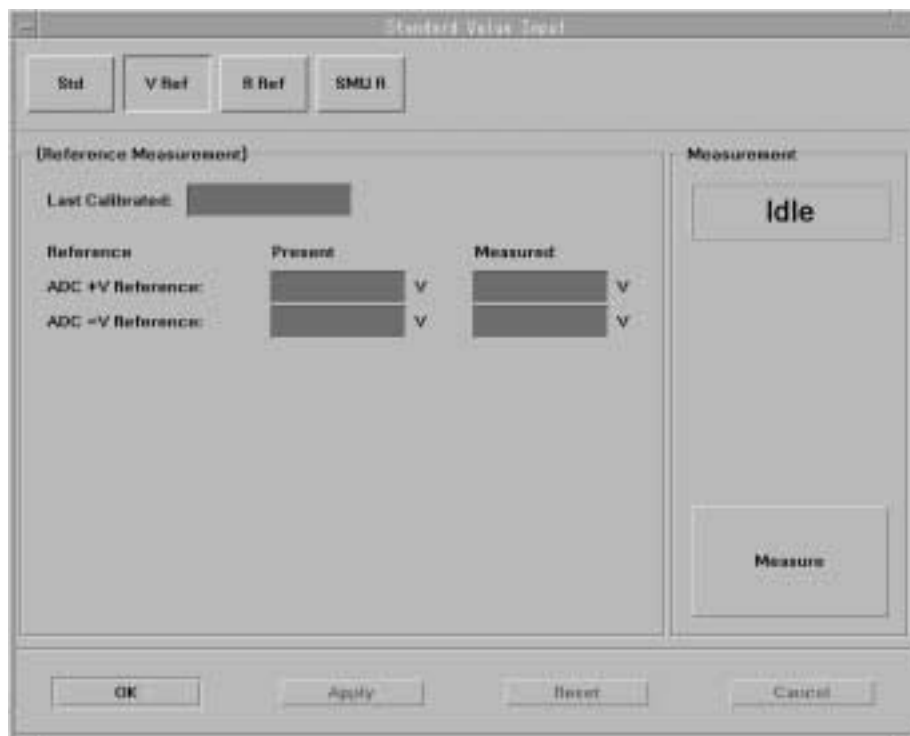 Standard Value Input
Std V Ref R Ref SMU R
(Reference Measurement)
Last Calibrated:
Reference Present Measured
ADC +V Reference: V V
ADC -V Reference: V V
Measurement
Idle
Measure
OK Apply Reset Cancel